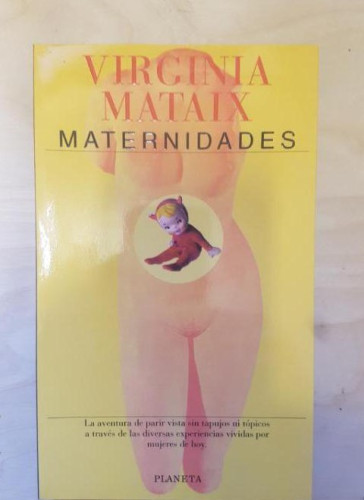 VIRGINIA
MATAIX
MATERNIDADES
La aventura de parir vista sin tapujos ni tópicos
a través de las diversas experiencias vividas por
mujeres de hoy.
PLANETA